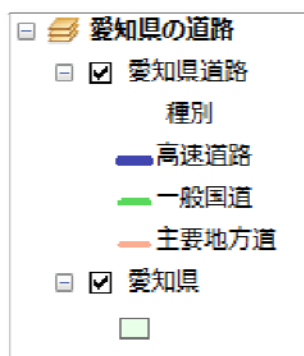 愛知県の道路
愛知県道路
種別
高速道路
一般国道
主要地方道
愛知県